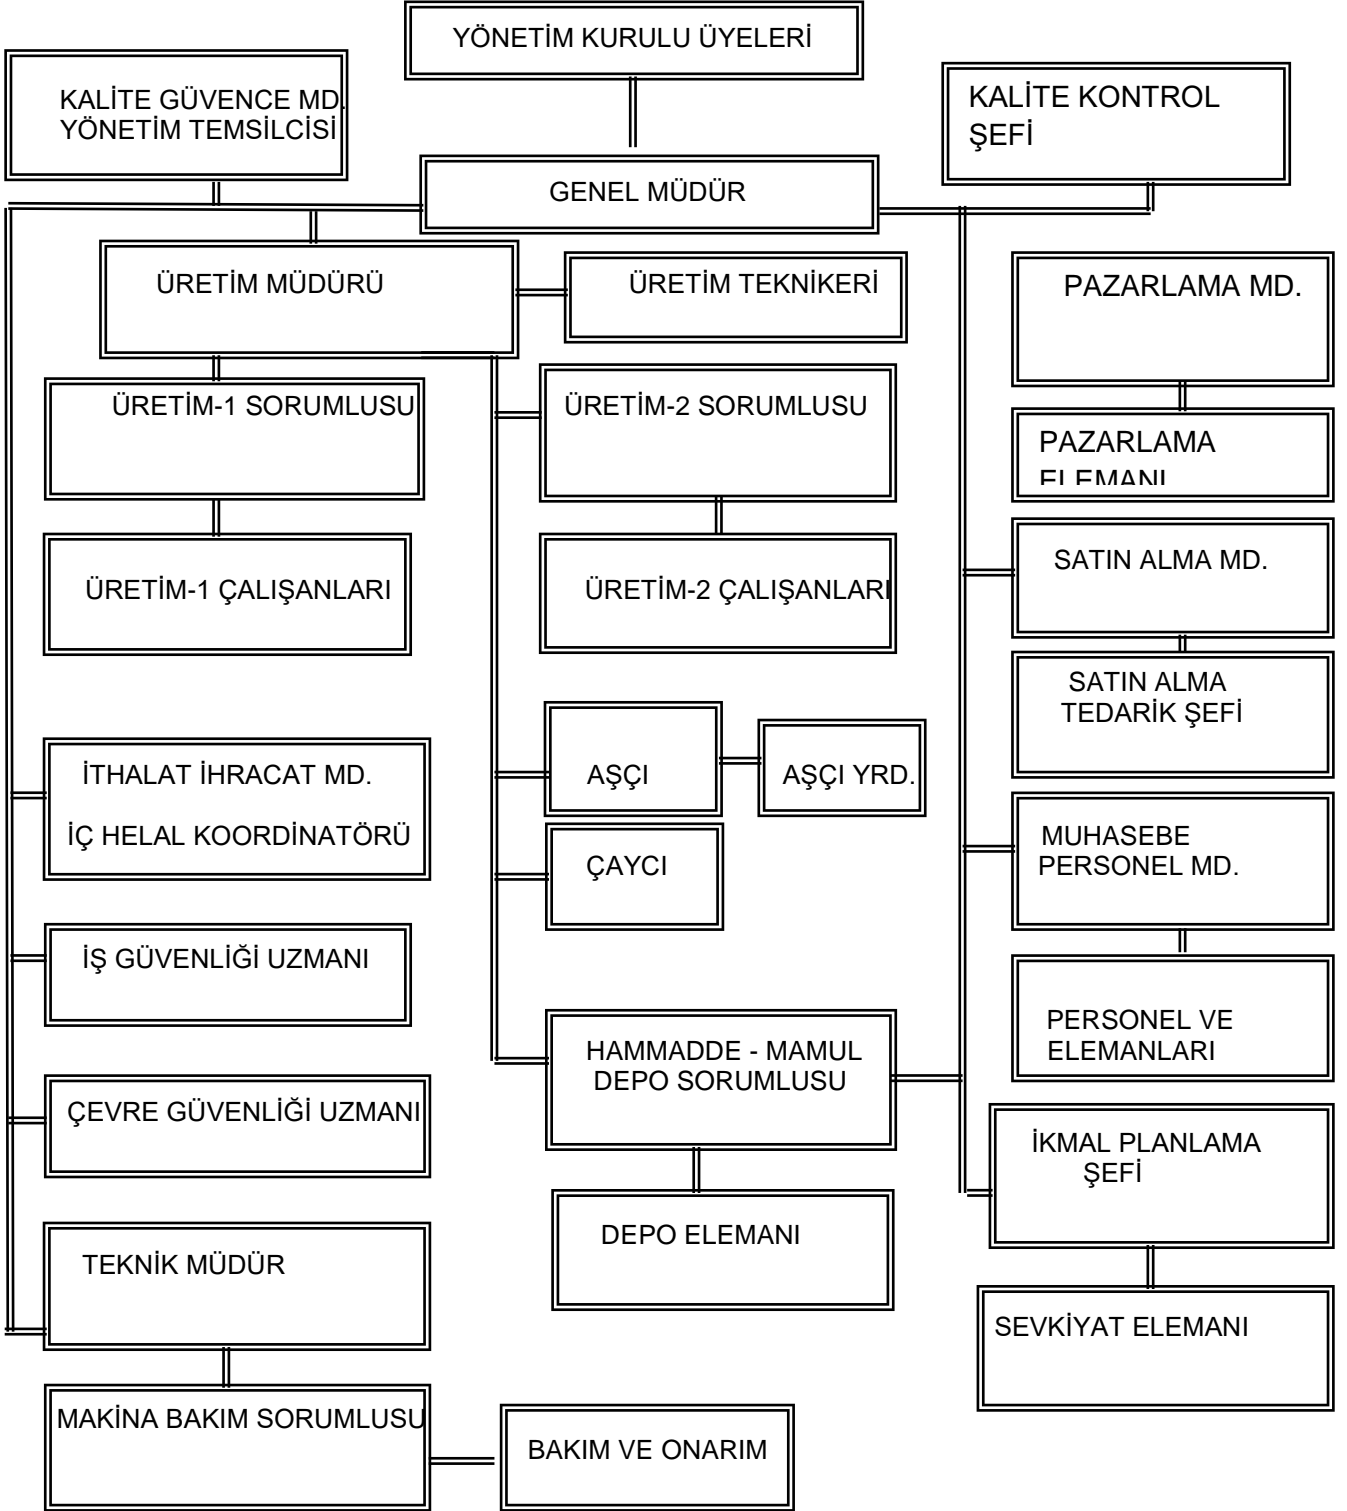 YÖNETİM KURULU ÜYELERİ
KALİTE GÜVENCE MD.
YÖNETİM TEMSİLCİSİ
KALİTE KONTROL
ŞEFİ
GENEL MÜDÜR
ÜRETİM MÜDÜRÜ
ÜRETİM TEKNİKERİ
PAZARLAMA MD.
ÜRETİM-1 SORUMLUSU
ÜRETİM-2 SORUMLUSU
PAZARLAMA
ELEMANI
ÜRETİM-1 ÇALIŞANLARI
ÜRETİM-2 ÇALIŞANLARI
SATIN ALMA MD.
SATIN ALMA
TEDARİK ŞEFİ
İTHALAT İHRACAT MD.
İÇ HELAL KOORDİNATÖRÜ
AŞÇI
AŞÇI YRD.
ÇAYCI
MUHASEBE
PERSONEL MD.
İŞ GÜVENLİĞİ UZMANI
PERSONEL VE
ELEMANLARI
HAMMADDE - MAMUL
DEPO SORUMLUSU
ÇEVRE GÜVENLİĞİ UZMANI
İKMAL PLANLAMA
ŞEFİ
DEPO ELEMANI
TEKNİK MÜDÜR
SEVKİYAT ELEMANI
MAKİNA BAKIM SORUMLUSU
BAKIM VE ONARIM